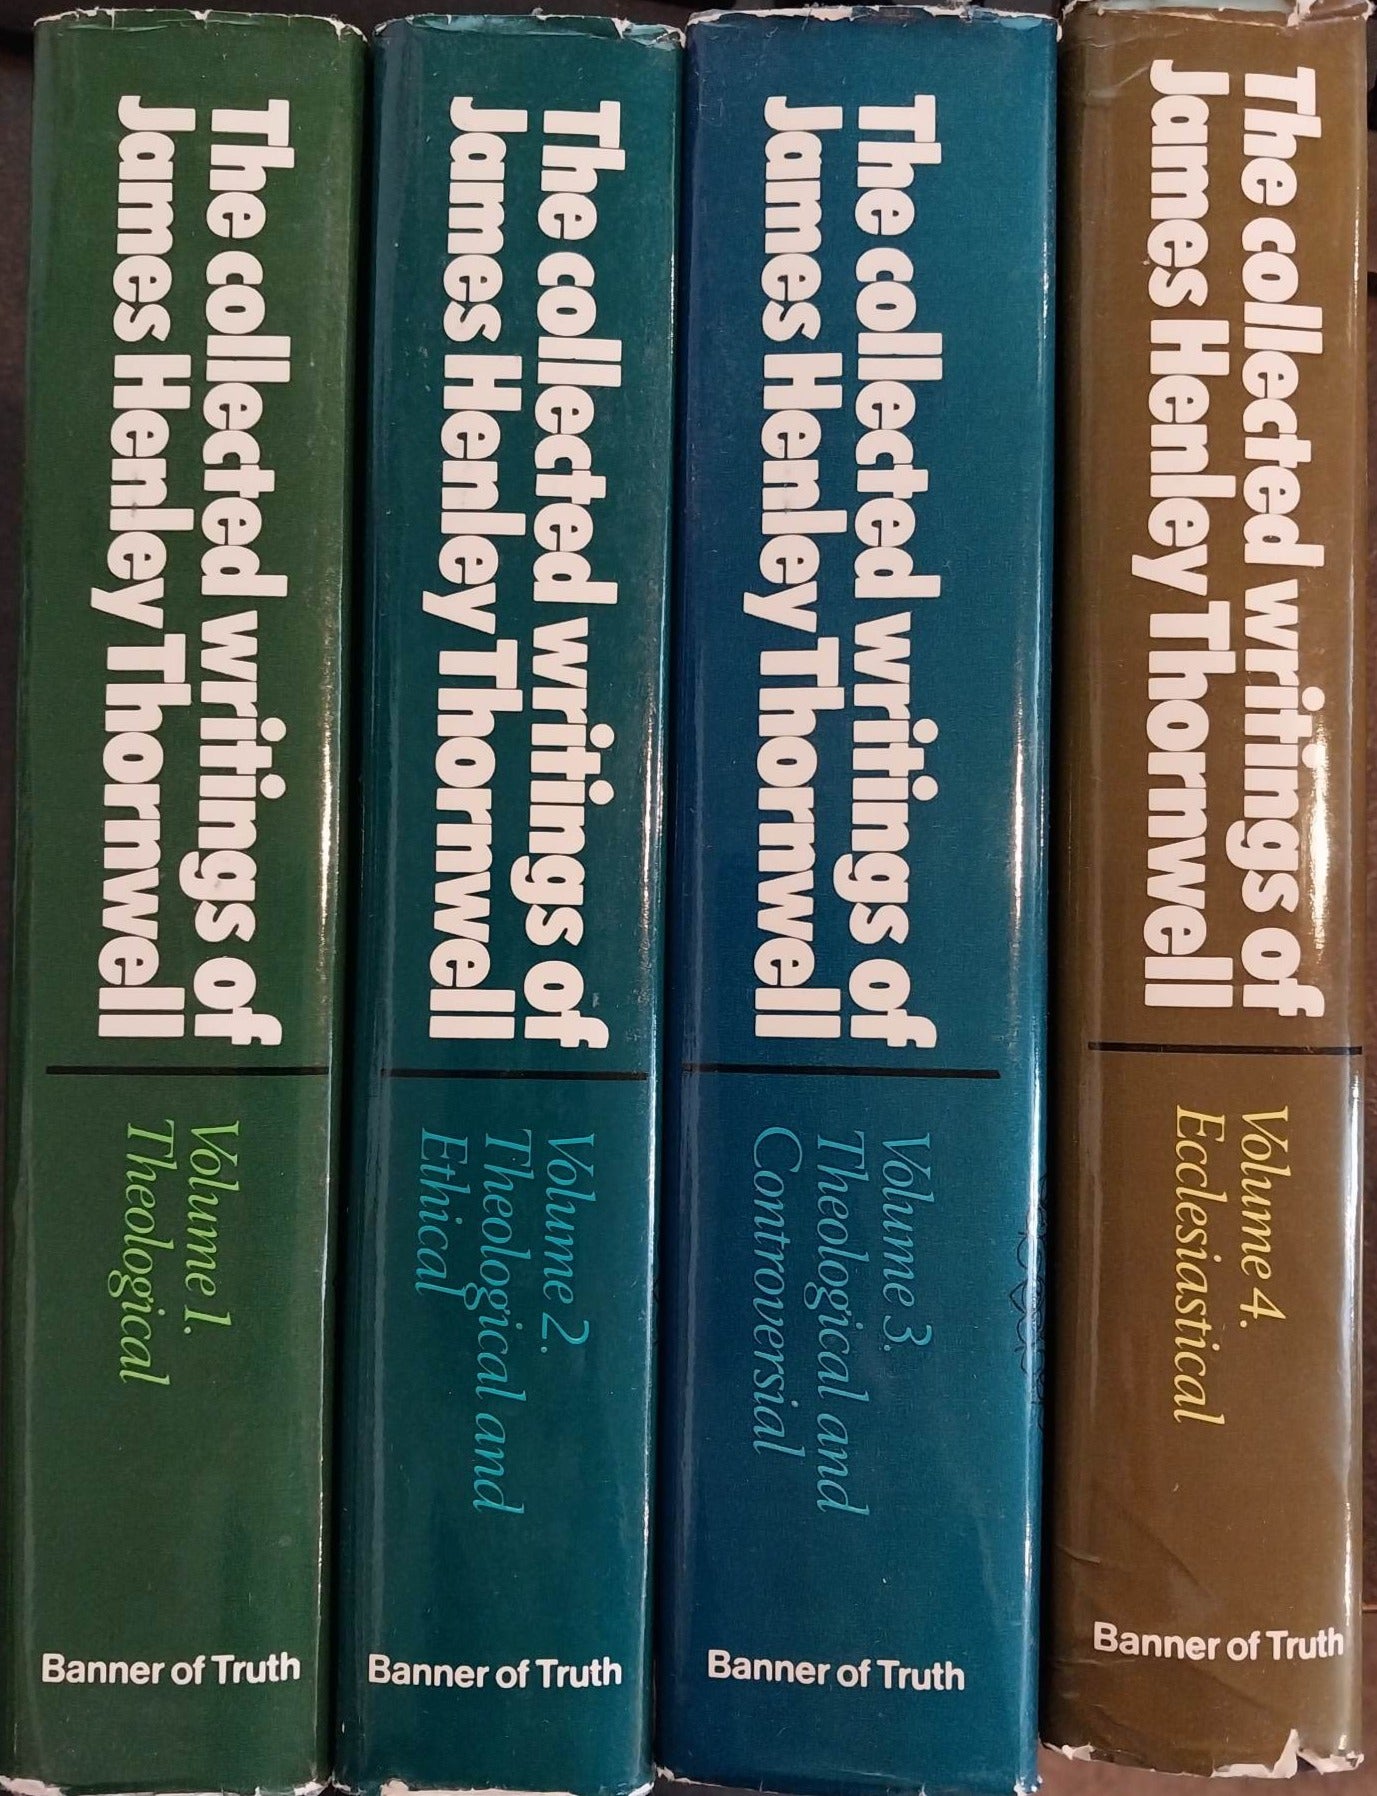 The collected writings of
James Henley Thornwell
Volume 1.
Theological
Banner of Truth
The collected writings of
James Henley Thornwell
Volume 2.
Theological and
Ethical
Banner of Truth
The collected writings of
James Henley Thornwell
Volume 3.
Theological and
Controversial
Banner of Truth
The collected writings of
James Henley Thornwell
Volume 4.
Ecclesiastical
Banner of Truth